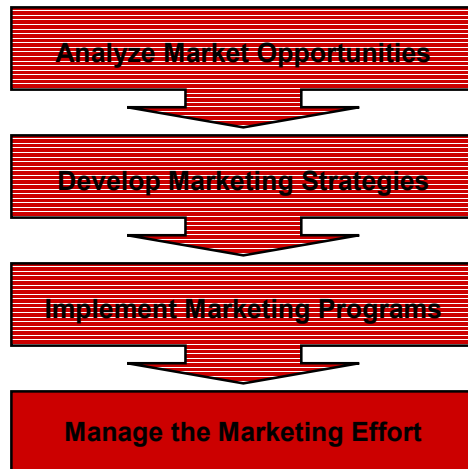 Analyze Market Opportunities
Develop Marketing Strategies
Implement Marketing Programs
Manage the Marketing Effort